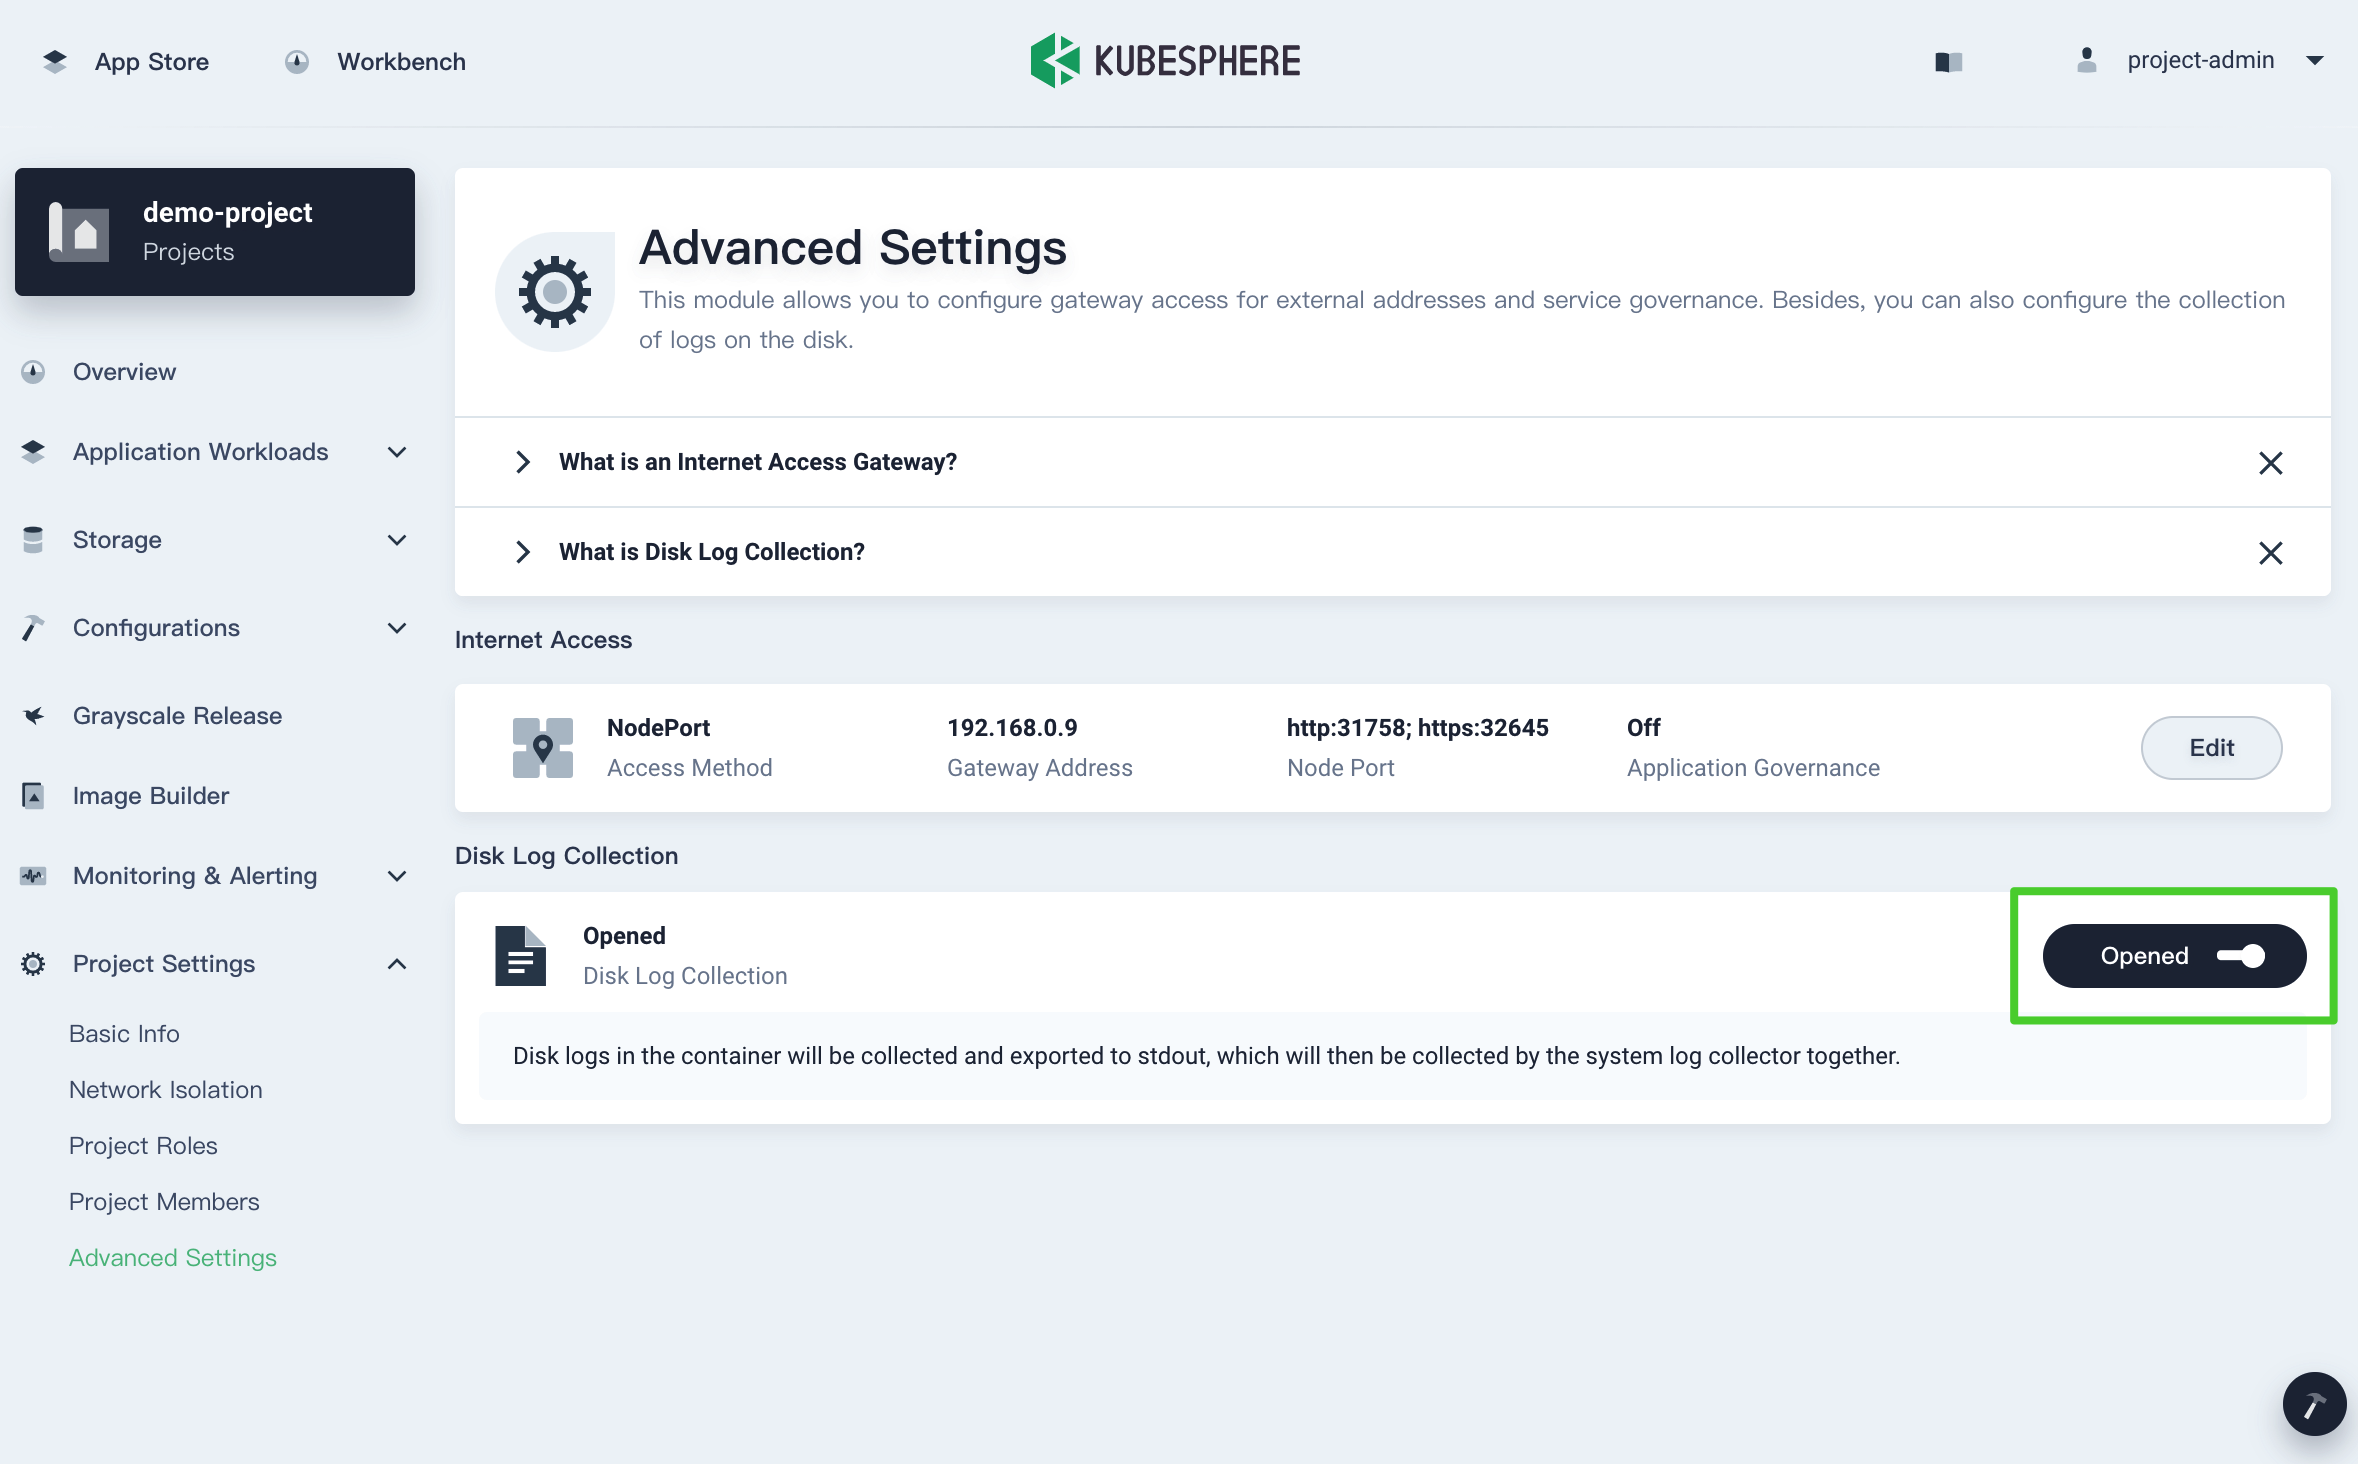 App Store
Workbench
KUBESPHERE
project-admin
demo-project
Projects
Overview
Application Workloads
Storage
Configurations
Grayscale Release
Image Builder
Monitoring & Alerting
Project Settings
Basic Info
Network Isolation
Project Roles
Project Members
Advanced Settings
Advanced Settings
This module allows you to configure gateway access for external addresses and service governance. Besides, you can also configure the collection
of logs on the disk.
What is an Internet Access Gateway?
What is Disk Log Collection?
Internet Access
NodePort
Access Method
192.168.0.9
Gateway Address
http:31758; https:32645
Node Port
Off
Application Governance
Edit
Disk Log Collection
Opened
Disk Log Collection
Opened
Disk logs in the container will be collected and exported to stdout, which will then be collected by the system log collector together.